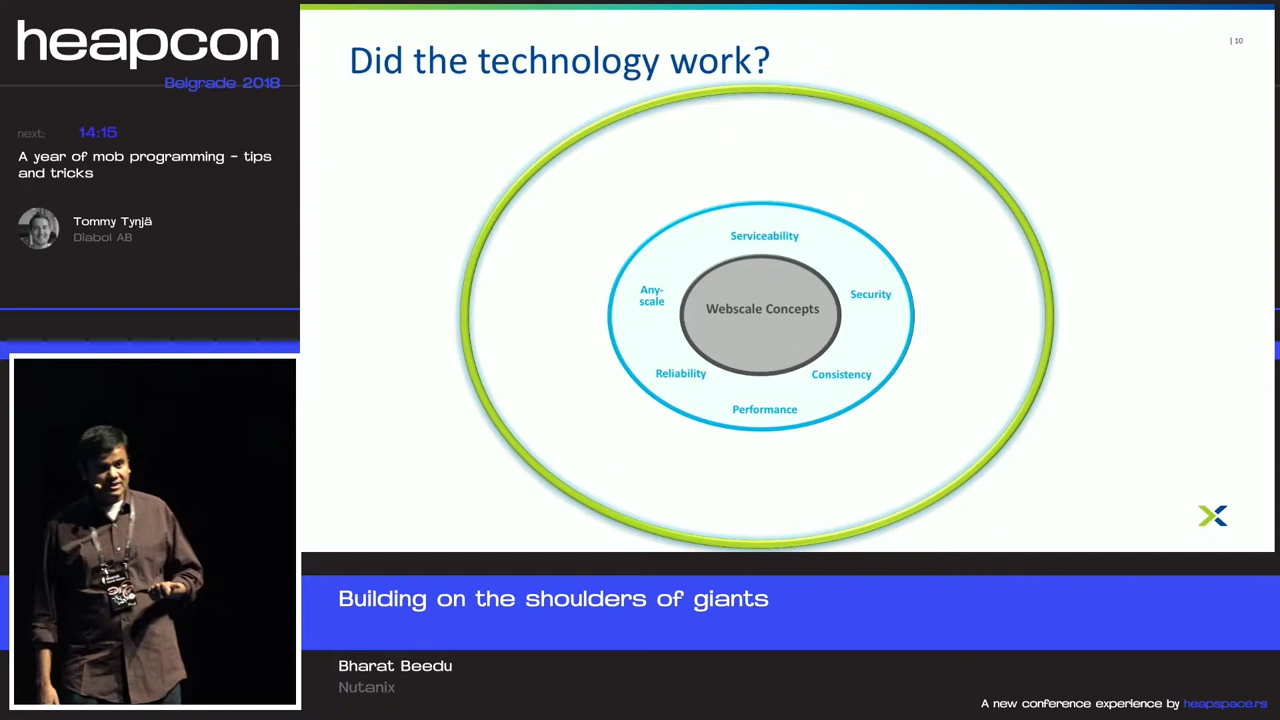 heapcon
Belgrade 2018
next: 14:15
A year of mob programming - tips
and tricks
Tommy Tynjä
Diabol AB
Did the technology work?
| 10
Serviceability
Any-
scale
Security
Webscale Concepts
Reliability
Consistency
Performance
Building on the shoulders of giants
Bharat Beedu
Nutanix
A new conference experience by heapspace.rs